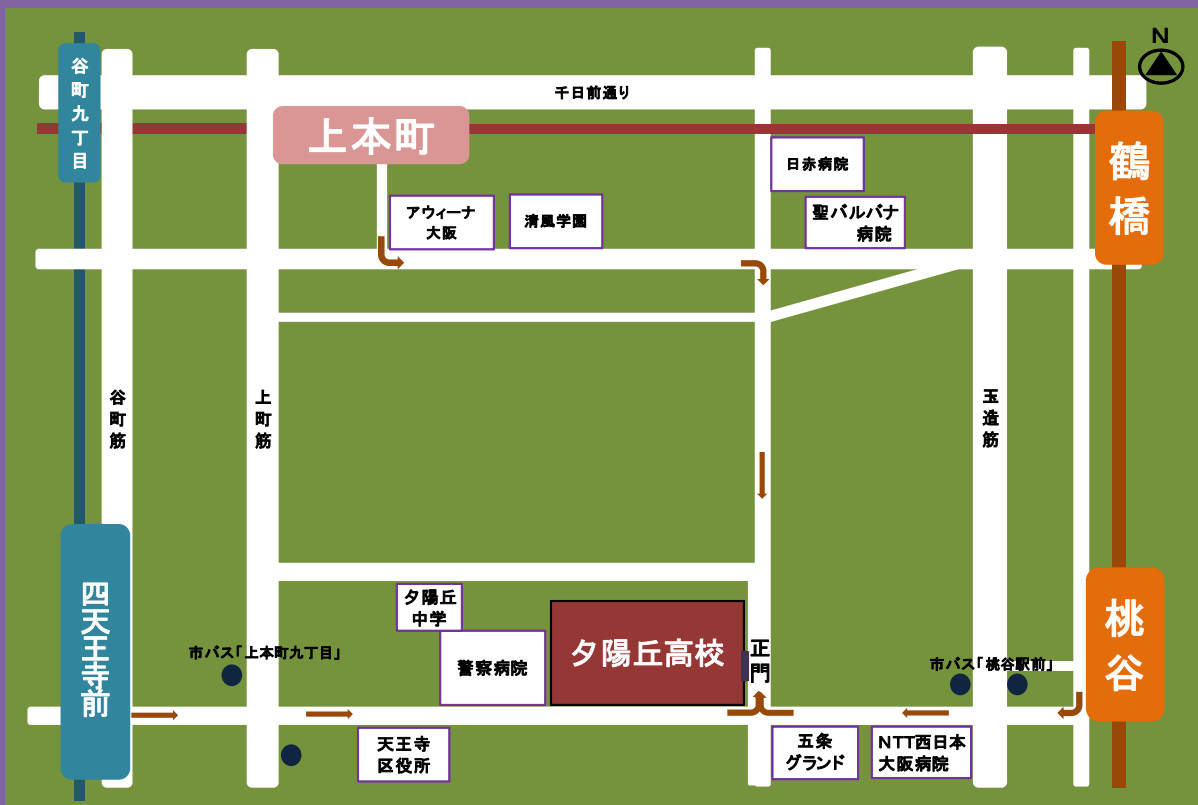 N
谷町九丁目
千日前通り
上本町
日赤病院
鶴橋
アウィーナ
大阪
清風学園
聖バルバナ
病院
谷町筋
上町筋
玉造筋
四天王寺前
夕陽丘
中学
夕陽丘高校
正門
桃谷
市バス「上本町九丁目」
警察病院
市バス「桃谷駅前」
天王寺
区役所
五条
グランド
NTT西日本
大阪病院